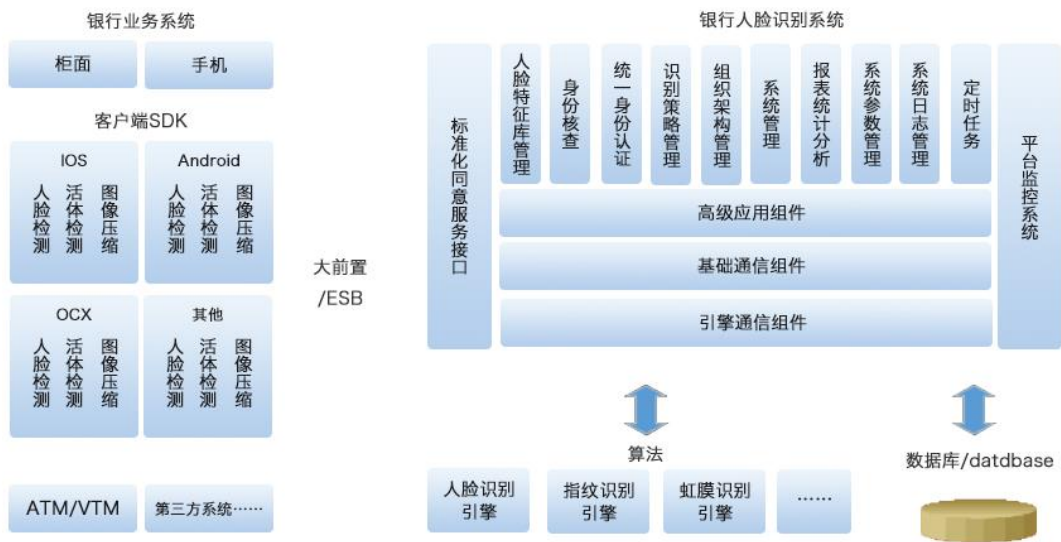 银行业务系统
柜面
手机
客户端SDK
IOS
人脸检测
活体检测
图像压缩
Android
人脸检测
活体检测
图像压缩
OCX
人脸检测
活体检测
图像压缩
其他
人脸检测
活体检测
图像压缩
ATM/VTM
第三方系统……
大前置
/ESB
银行人脸识别系统
标准化同意服务接口
人脸特征库管理
身份核查
统一身份认证
识别策略管理
组织架构管理
系统管理
报表统计分析
系统参数管理
系统日志管理
定时任务
高级应用组件
基础通信组件
引擎通信组件
平台监控系统
算法
人脸识别
引擎
指纹识别
引擎
虹膜识别
引擎
……
数据库/datdbase